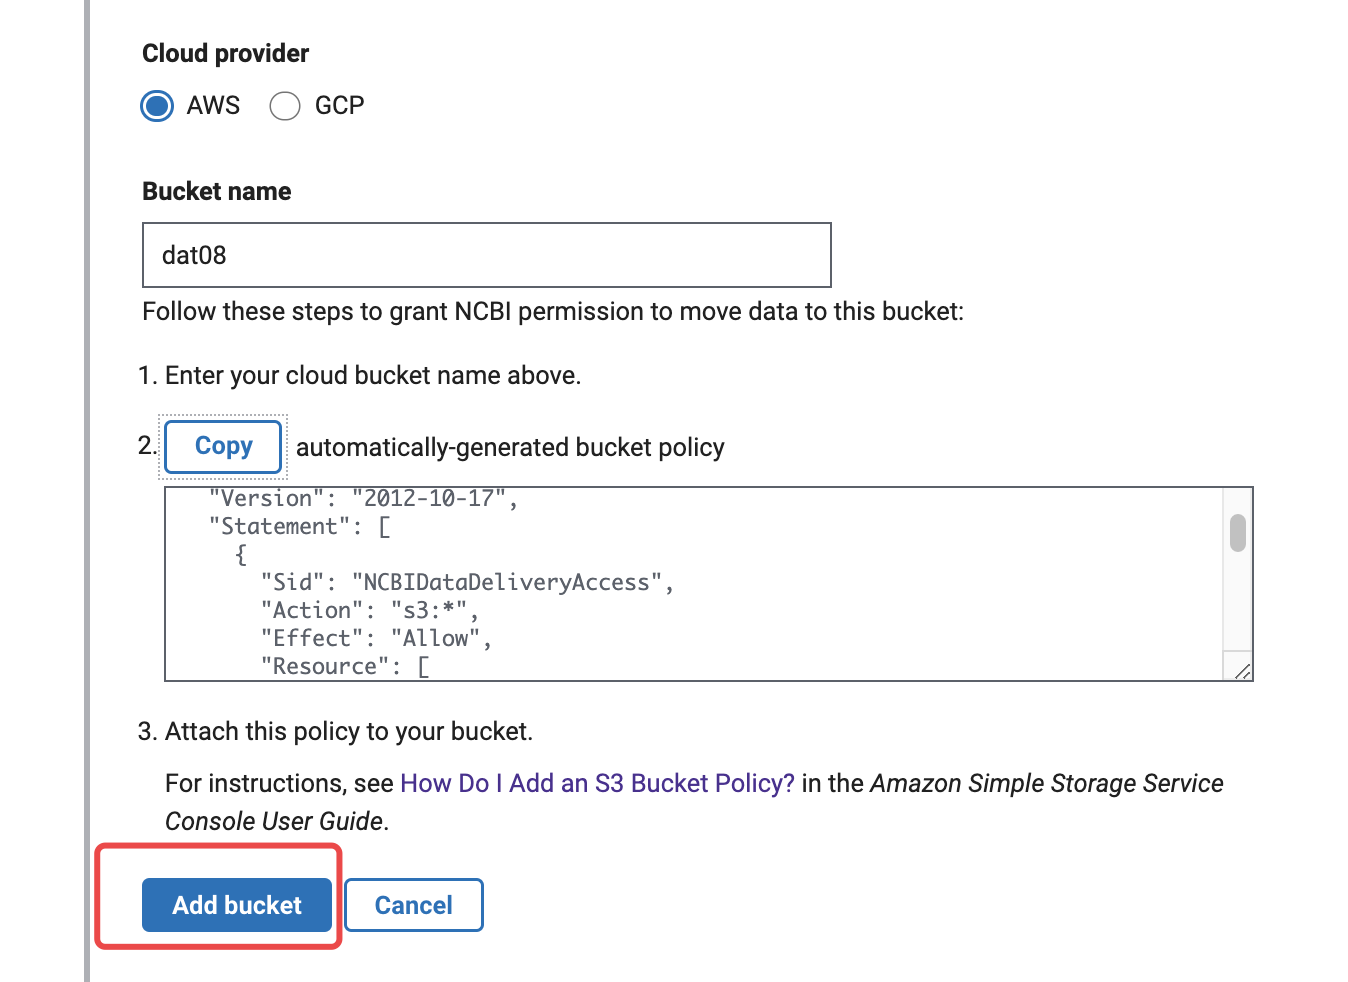 Cloud provider
AWS GCP
Bucket name
dat08
Follow these steps to grant NCBI permission to move data to this bucket:
1. Enter your cloud bucket name above.
2. Copy automatically-generated bucket policy
"Version": "2012-10-17",
"Statement": [
{
"Sid": "NCBIDataDeliveryAccess",
"Action": "s3:*",
"Effect": "Allow",
"Resource": [
3. Attach this policy to your bucket.
For instructions, see How Do I Add an S3 Bucket Policy? in the Amazon Simple Storage Service
Console User Guide.
Add bucket Cancel